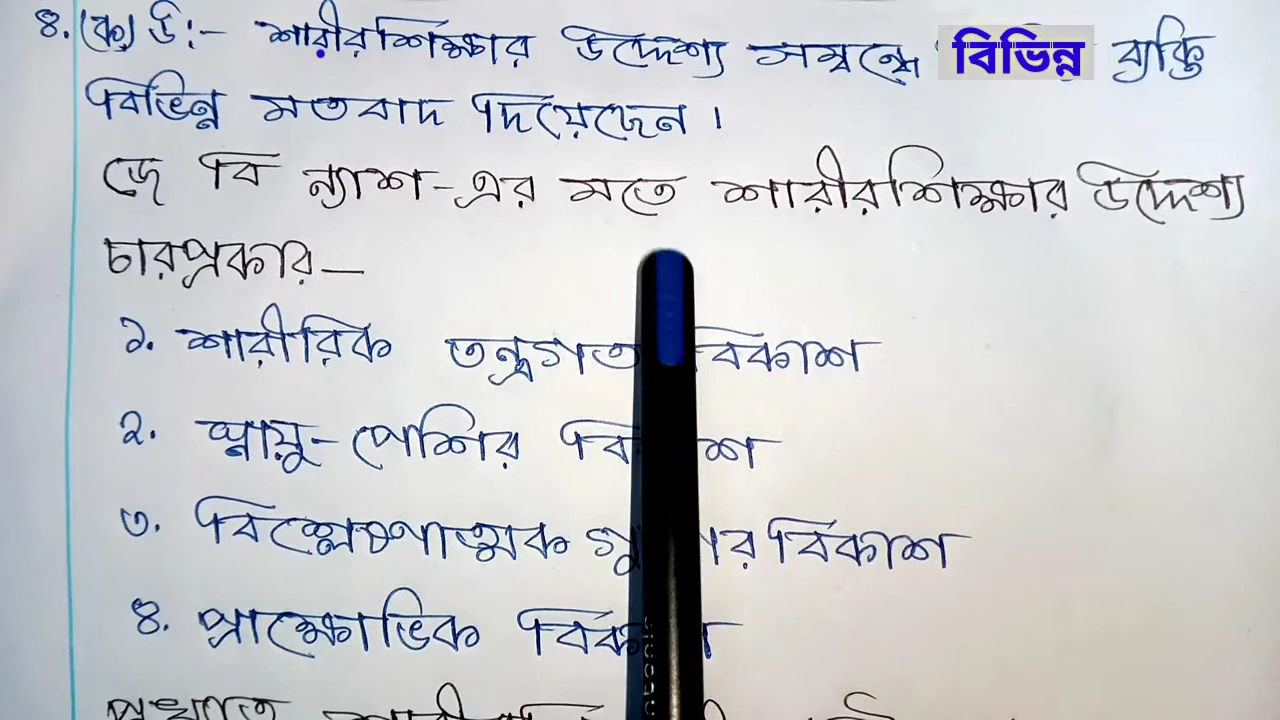 ৪. (ক) উ:- শারীরশিক্ষার উদ্দেশ্য সম্বন্ধে বিভিন্ন ব্যক্তি
বিভিন্ন মতবাদ দিয়েছেন।
জে বি ন্যাশ-এর মতে শারীরশিক্ষার উদ্দেশ্য
চারপ্রকার—
১. শারীরিক তন্ত্রগত বিকাশ
২. স্নায়ু-পেশির বিকাশ
৩. বিশ্লেষণাত্মক গুণের বিকাশ
৪. প্রাক্ষোভিক বিকাশ